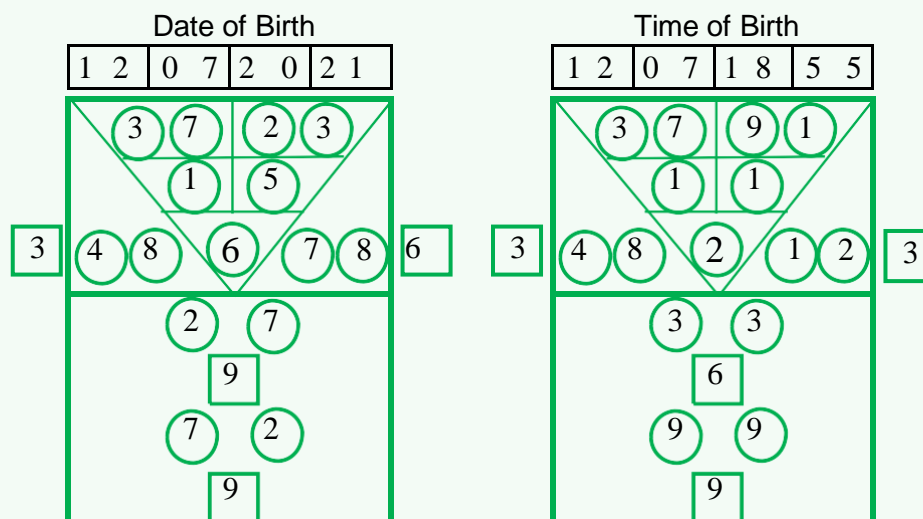 Date of Birth Time of Birth
1 2 0 7 2 0 2 1 1 2 0 7 1 8 5 5
3 7 2 3 3 7 9 1
1 5 1 1
3 4 8 6 7 8 6 3 4 8 2 1 2 3
2 7 3 3
9 6
7 2 9 9
9 9